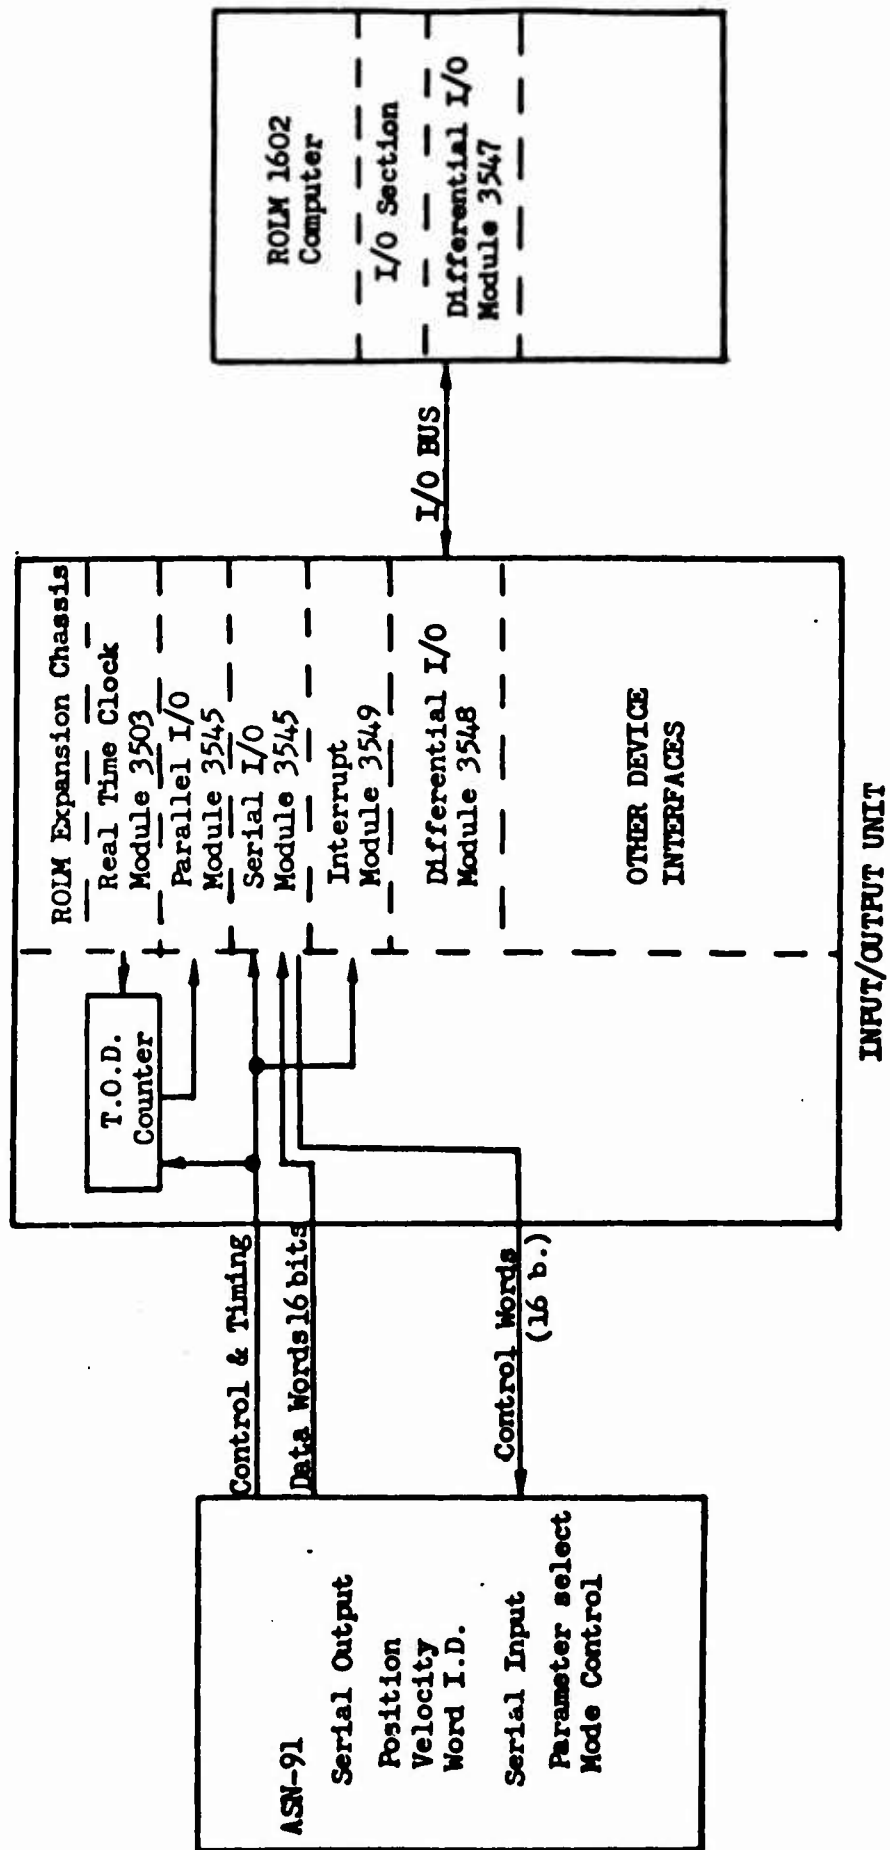 ASN-91
Serial Output
Position
Velocity
Word I.D.
Serial Input
Parameter select
Mode Control
Control & Timing
Data Words 16 bits
Control Words
(16 b.)
T.O.D.
Counter
ROLM Expansion Chassis
Real Time Clock
Module 3503
Parallel I/O
Module 3545
Serial I/O
Module 3545
Interrupt
Module 3549
Differential I/O
Module 3548
OTHER DEVICE
INTERFACES
INPUT/OUTPUT UNIT
I/O BUS
ROLM 1602
Computer
I/O Section
Differential I/O
Module 3547